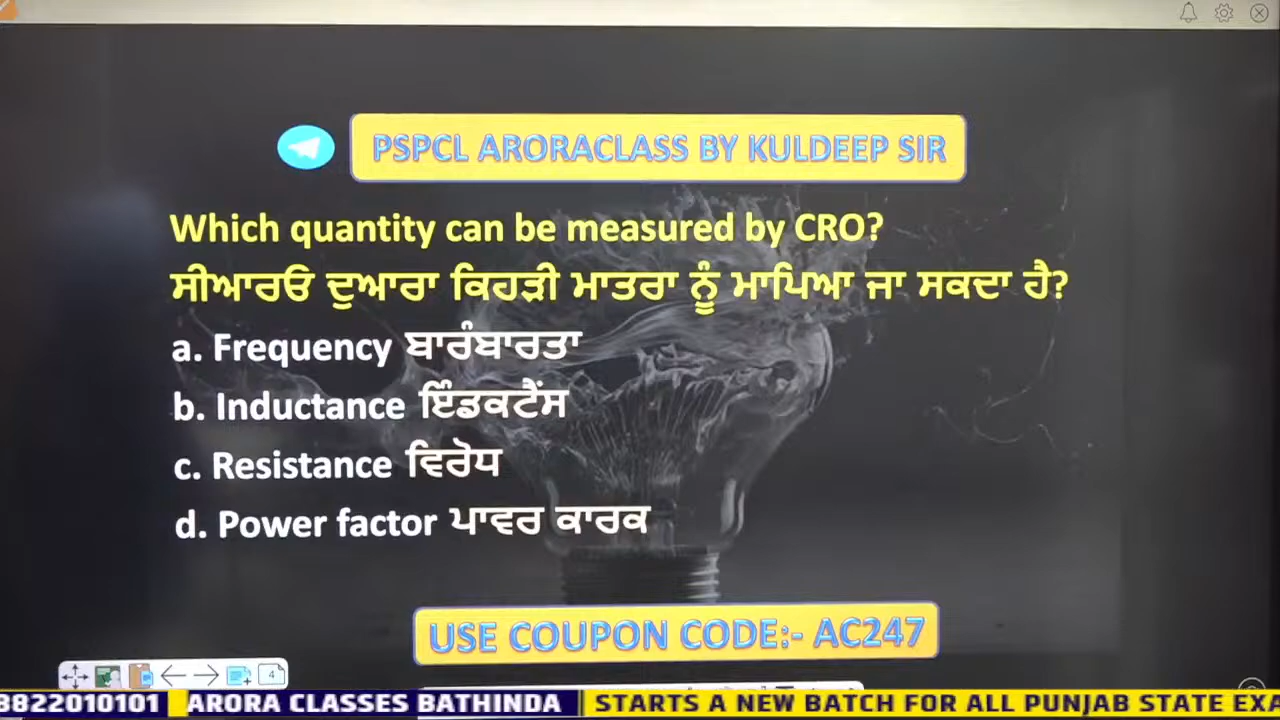 PSPCL ARORACLASS BY KULDEEP SIR
Which quantity can be measured by CRO?
ਸੀਆਰਓ ਦੁਆਰਾ ਕਿਹੜੀ ਮਾਤਰਾ ਨੂੰ ਮਾਪਿਆ ਜਾ ਸਕਦਾ ਹੈ?
a. Frequency ਬਾਰੰਬਾਰਤਾ
b. Inductance ਇੰਡਕਟੈਂਸ
c. Resistance ਵਿਰੋਧ
d. Power factor ਪਾਵਰ ਕਾਰਕ
USE COUPON CODE:- AC247
4
8822010101 ARORA CLASSES BATHINDA STARTS A NEW BATCH FOR ALL PUNJAB STATE EXA